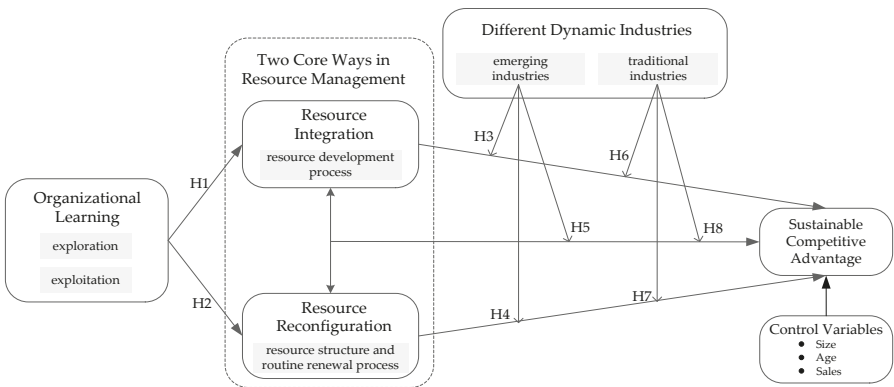 Different Dynamic Industries
emerging
industries
traditional
industries
Two Core Ways in
Resource Management
Resource
Integration
resource development
process
H3
H6
H1
Organizational
Learning
exploration
exploitation
H5
H8
Sustainable
Competitive
Advantage
H2
Resource
Reconfiguration
resource structure and
routine renewal process
H4
H7
Control Variables
● Size
● Age
● Sales